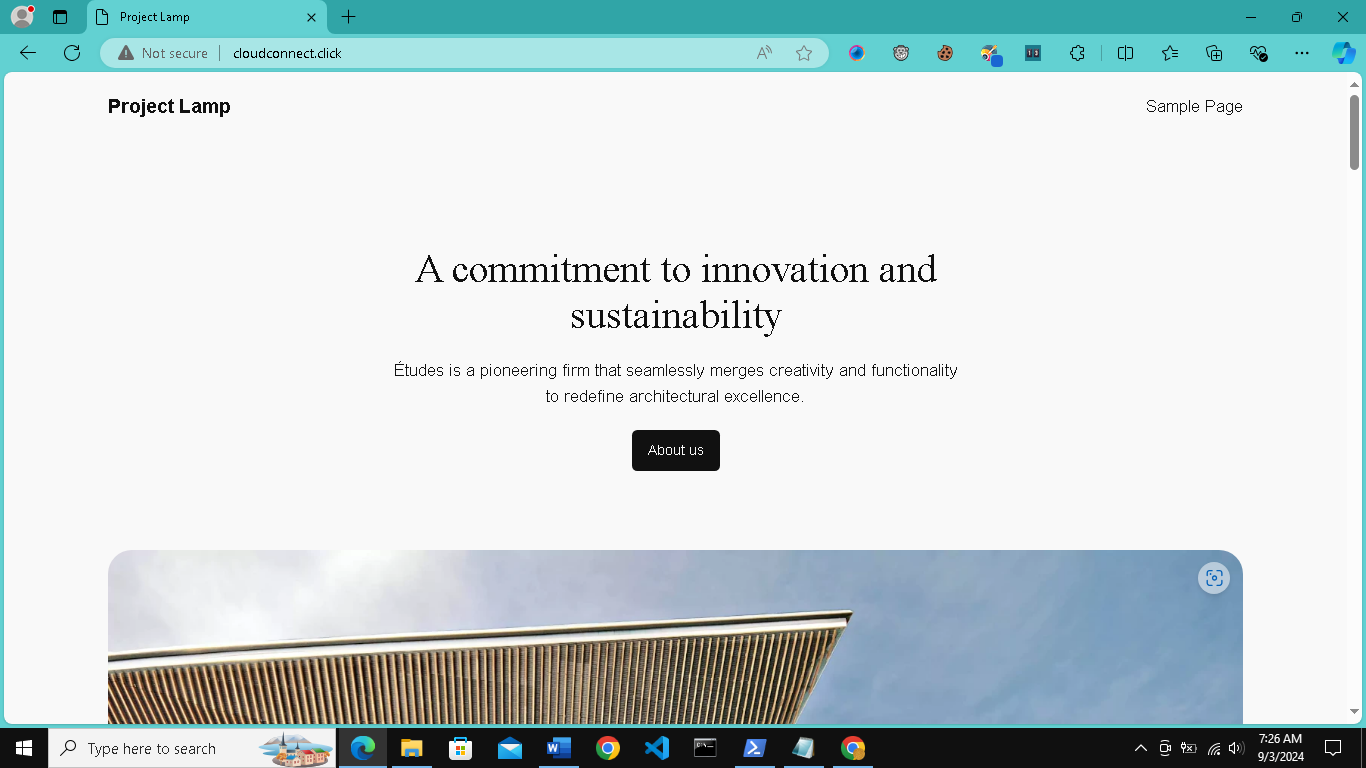 Project Lamp
Not secure
cloudconnect.click
Project Lamp
Sample Page
A commitment to innovation and
sustainability
Études is a pioneering firm that seamlessly merges creativity and functionality
to redefine architectural excellence.
About us
Type here to search
7:26 AM
9/3/2024